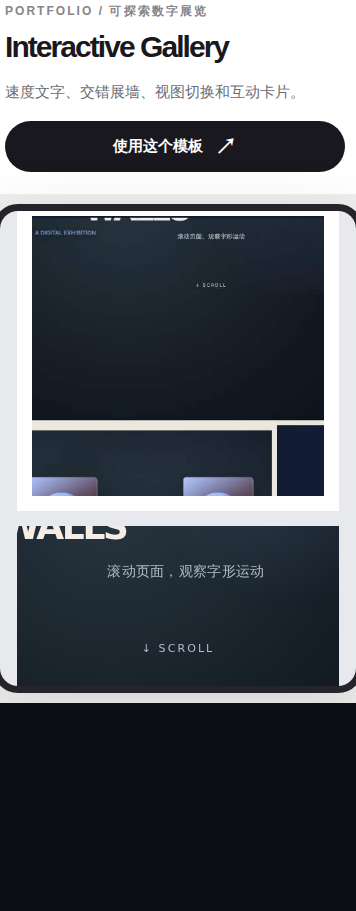 PORTFOLIO / 可探索数字展览
Interactive Gallery
速度文字、交错展墙、视图切换和互动卡片。
使用这个模板 ↗
WALLS
A DIGITAL EXHIBITION
滚动页面，观察字形运动
↓ SCROLL
WALLS
滚动页面，观察字形运动
↓ SCROLL